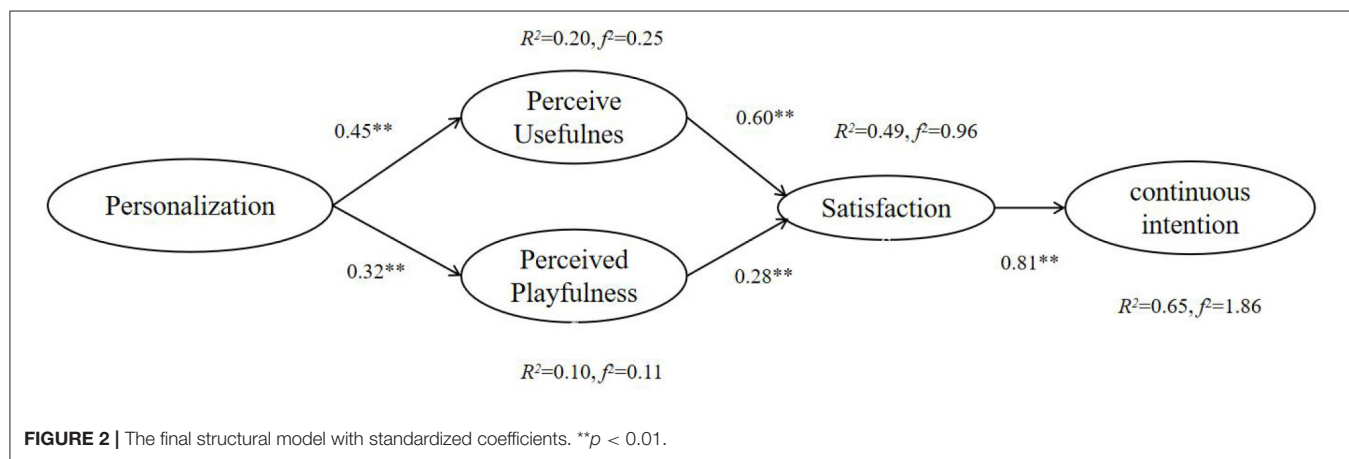 R²=0.20, f²=0.25
Perceive
Usefulnes
0.45**
0.60**
R²=0.49, f²=0.96
Personalization
Satisfaction
continuous
intention
0.32**
Perceived
Playfulness
0.28**
0.81**
R²=0.65, f²=1.86
R²=0.10, f²=0.11
FIGURE 2 | The final structural model with standardized coefficients. **p < 0.01.